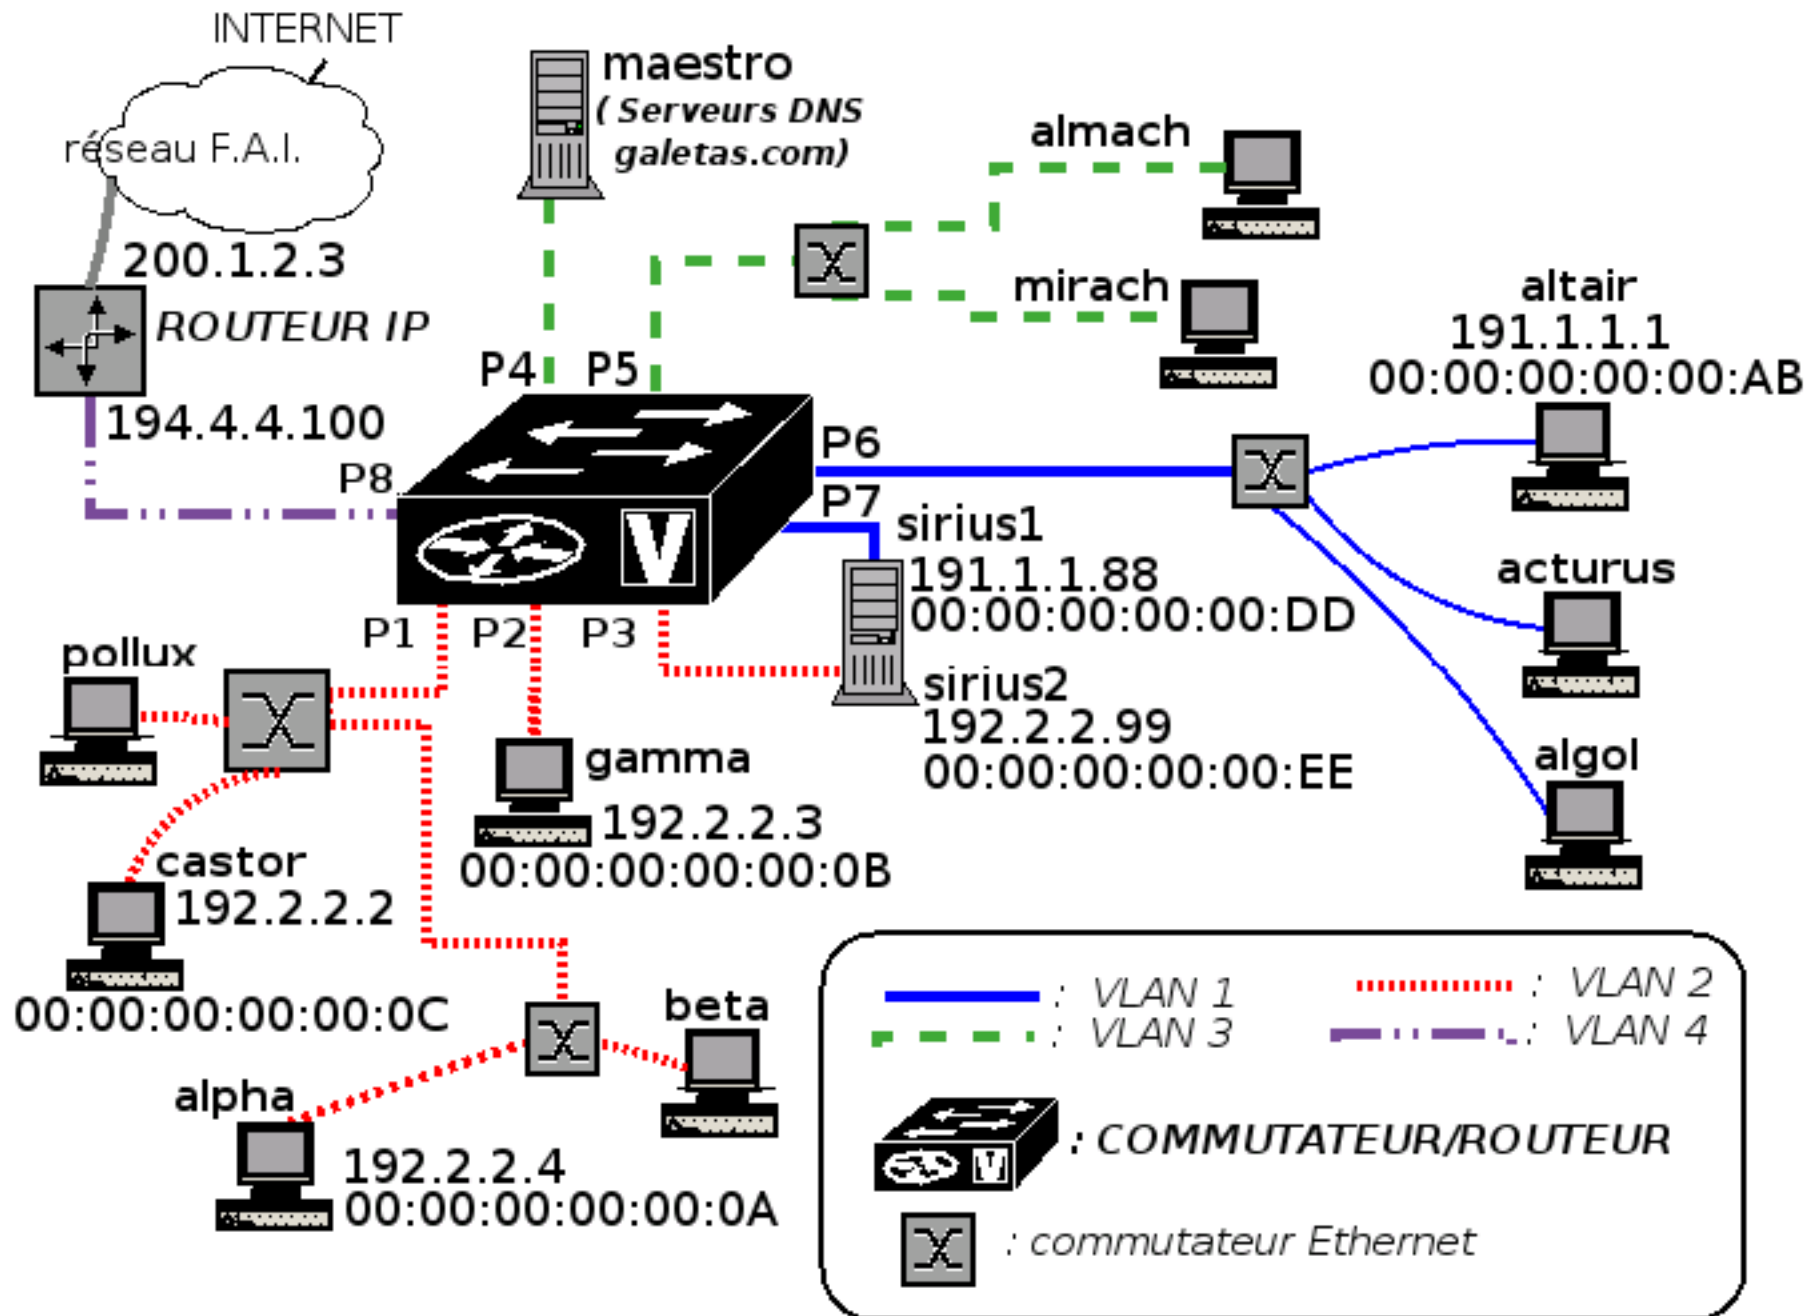 INTERNET
réseau F.A.I.
200.1.2.3
ROUTEUR IP
194.4.4.100
maestro
( Serveurs DNS
galetas.com)
almach
mirach
altair
191.1.1.1
00:00:00:00:00:AB
P4
P5
P6
P7
P8
sirius1
191.1.1.88
00:00:00:00:00:DD
acturus
V
P1
P2
P3
pollux
sirius2
192.2.2.99
00:00:00:00:00:EE
algol
gamma
192.2.2.3
00:00:00:00:00:0B
castor
192.2.2.2
00:00:00:00:00:0C
beta
alpha
192.2.2.4
00:00:00:00:00:0A
: VLAN 1
: VLAN 2
: VLAN 3
: VLAN 4
V
: COMMUTATEUR/ROUTEUR
: commutateur Ethernet